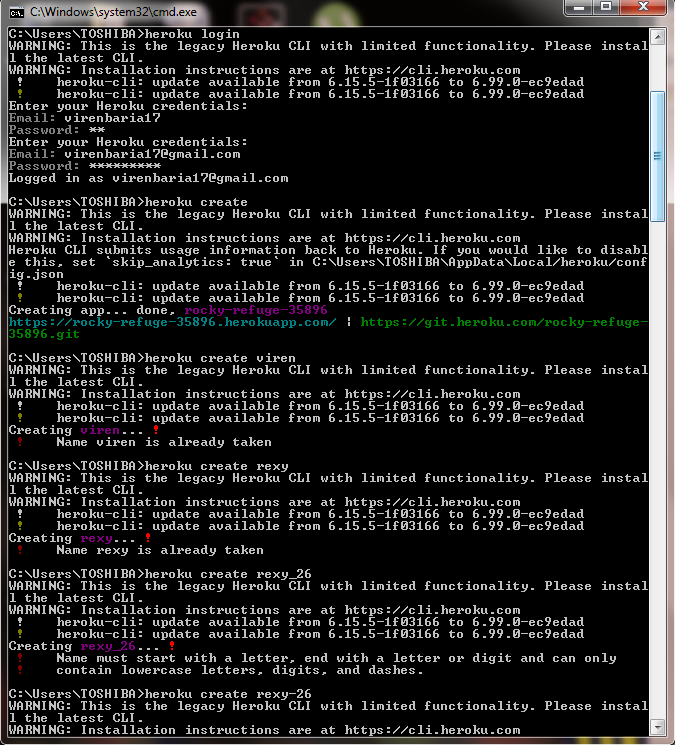 C:\Windows\system32\cmd.exe
C:\Users\TOSHIBA>heroku login
WARNING: This is the legacy Heroku CLI with limited functionality. Please instal
l the latest CLI.
WARNING: Installation instructions are at https://cli.heroku.com
!    heroku-cli: update available from 6.15.5-1f03166 to 6.99.0-ec9edad
!    heroku-cli: update available from 6.15.5-1f03166 to 6.99.0-ec9edad
Enter your Heroku credentials:
Email: virenbaria17
Password: **
Enter your Heroku credentials:
Email: virenbaria17@gmail.com
Password: *********
Logged in as virenbaria17@gmail.com
C:\Users\TOSHIBA>heroku create
WARNING: This is the legacy Heroku CLI with limited functionality. Please instal
l the latest CLI.
WARNING: Installation instructions are at https://cli.heroku.com
Heroku CLI submits usage information back to Heroku. If you would like to disabl
e this, set `skip_analytics: true` in C:\Users\TOSHIBA\AppData\Local/heroku/conf
ig.json
!    heroku-cli: update available from 6.15.5-1f03166 to 6.99.0-ec9edad
!    heroku-cli: update available from 6.15.5-1f03166 to 6.99.0-ec9edad
Creating app... done, rocky-refuge-35896
https://rocky-refuge-35896.herokuapp.com/ | https://git.heroku.com/rocky-refuge-
35896.git
C:\Users\TOSHIBA>heroku create viren
WARNING: This is the legacy Heroku CLI with limited functionality. Please instal
l the latest CLI.
WARNING: Installation instructions are at https://cli.heroku.com
!    heroku-cli: update available from 6.15.5-1f03166 to 6.99.0-ec9edad
!    heroku-cli: update available from 6.15.5-1f03166 to 6.99.0-ec9edad
Creating viren... !
!    Name viren is already taken
C:\Users\TOSHIBA>heroku create rexy
WARNING: This is the legacy Heroku CLI with limited functionality. Please instal
l the latest CLI.
WARNING: Installation instructions are at https://cli.heroku.com
!    heroku-cli: update available from 6.15.5-1f03166 to 6.99.0-ec9edad
!    heroku-cli: update available from 6.15.5-1f03166 to 6.99.0-ec9edad
Creating rexy... !
!    Name rexy is already taken
C:\Users\TOSHIBA>heroku create rexy_26
WARNING: This is the legacy Heroku CLI with limited functionality. Please instal
l the latest CLI.
WARNING: Installation instructions are at https://cli.heroku.com
!    heroku-cli: update available from 6.15.5-1f03166 to 6.99.0-ec9edad
!    heroku-cli: update available from 6.15.5-1f03166 to 6.99.0-ec9edad
Creating rexy_26... !
!    Name must start with a letter, end with a letter or digit and can only
!    contain lowercase letters, digits, and dashes.
C:\Users\TOSHIBA>heroku create rexy-26
WARNING: This is the legacy Heroku CLI with limited functionality. Please instal
l the latest CLI.
WARNING: Installation instructions are at https://cli.heroku.com